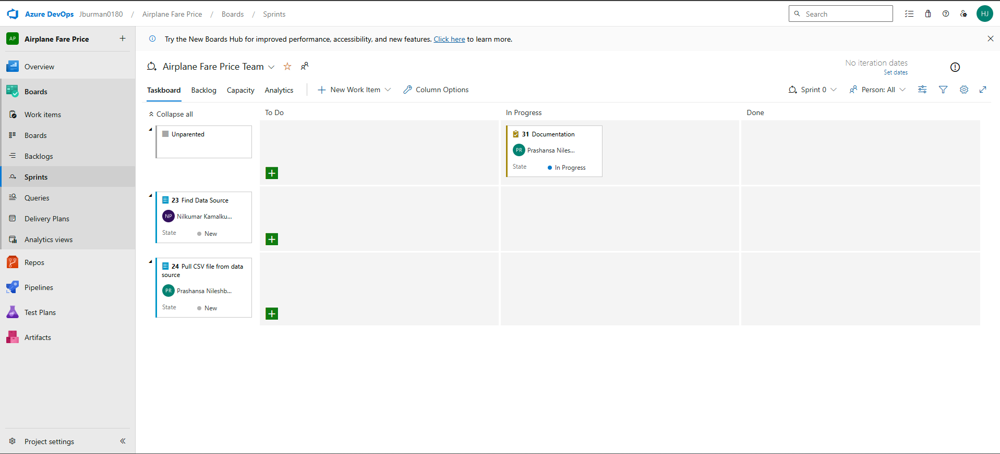 Azure DevOps Jburman0180 / Airplane Fare Price / Boards / Sprints
Search
HJ
AP Airplane Fare Price
Overview
Boards
Work items
Boards
Backlogs
Sprints
Queries
Delivery Plans
Analytics views
Repos
Pipelines
Test Plans
Artifacts
Project settings
Try the New Boards Hub for improved performance, accessibility, and new features. Click here to learn more.
Airplane Fare Price Team
No iteration dates
Set dates
Taskboard Backlog Capacity Analytics New Work Item Column Options
Sprint 0 Person: All
Collapse all To Do In Progress Done
Unparented
31 Documentation
PR Prashansa Niles...
State In Progress
23 Find Data Source
NP Nilkumar Kamalku...
State New
24 Pull CSV file from data
source
PR Prashansa Nileshb...
State New